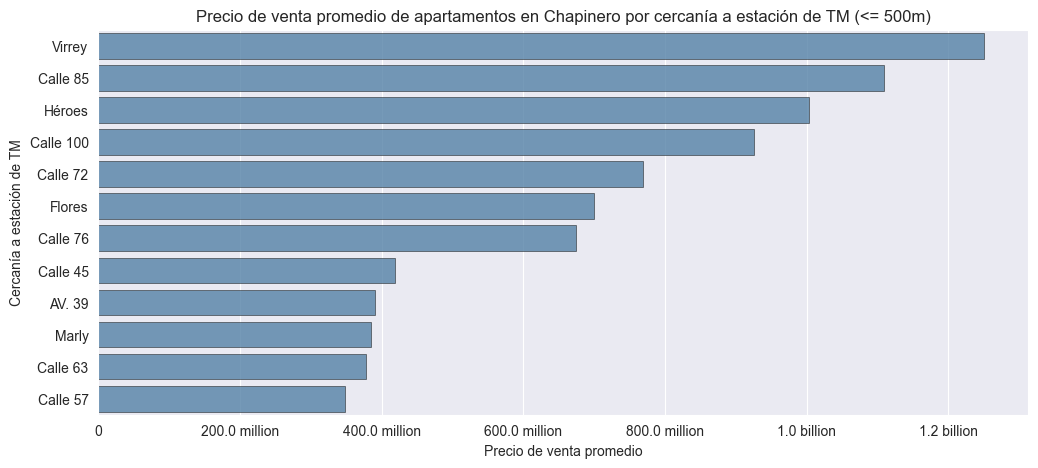 Precio de venta promedio de apartamentos en Chapinero por cercanía a estación de TM (<= 500m)
Cercanía a estación de TM
Virrey
Calle 85
Héroes
Calle 100
Calle 72
Flores
Calle 76
Calle 45
AV. 39
Marly
Calle 63
Calle 57
0
200.0 million
400.0 million
600.0 million
800.0 million
1.0 billion
1.2 billion
Precio de venta promedio